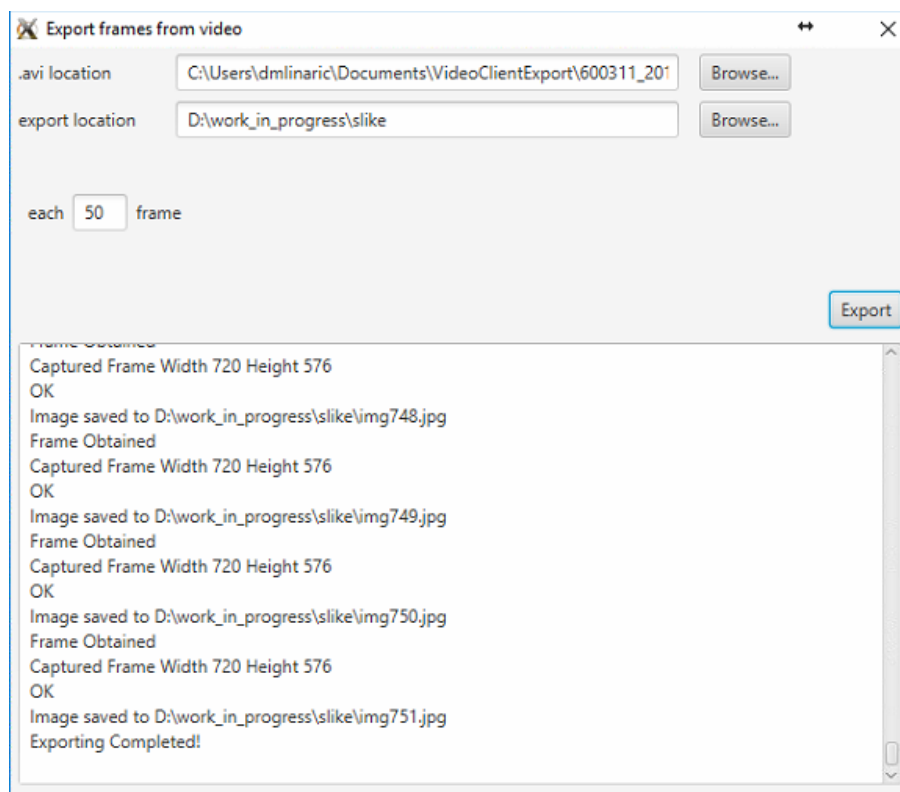 Export frames from video
.avi location C:\Users\dmlinaric\Documents\VideoClientExport\600311_201 Browse...
export location D:\work_in_progress\slike Browse...
each 50 frame
Export
Frame Obtained
Captured Frame Width 720 Height 576
OK
Image saved to D:\work_in_progress\slike\img748.jpg
Frame Obtained
Captured Frame Width 720 Height 576
OK
Image saved to D:\work_in_progress\slike\img749.jpg
Frame Obtained
Captured Frame Width 720 Height 576
OK
Image saved to D:\work_in_progress\slike\img750.jpg
Frame Obtained
Captured Frame Width 720 Height 576
OK
Image saved to D:\work_in_progress\slike\img751.jpg
Exporting Completed!